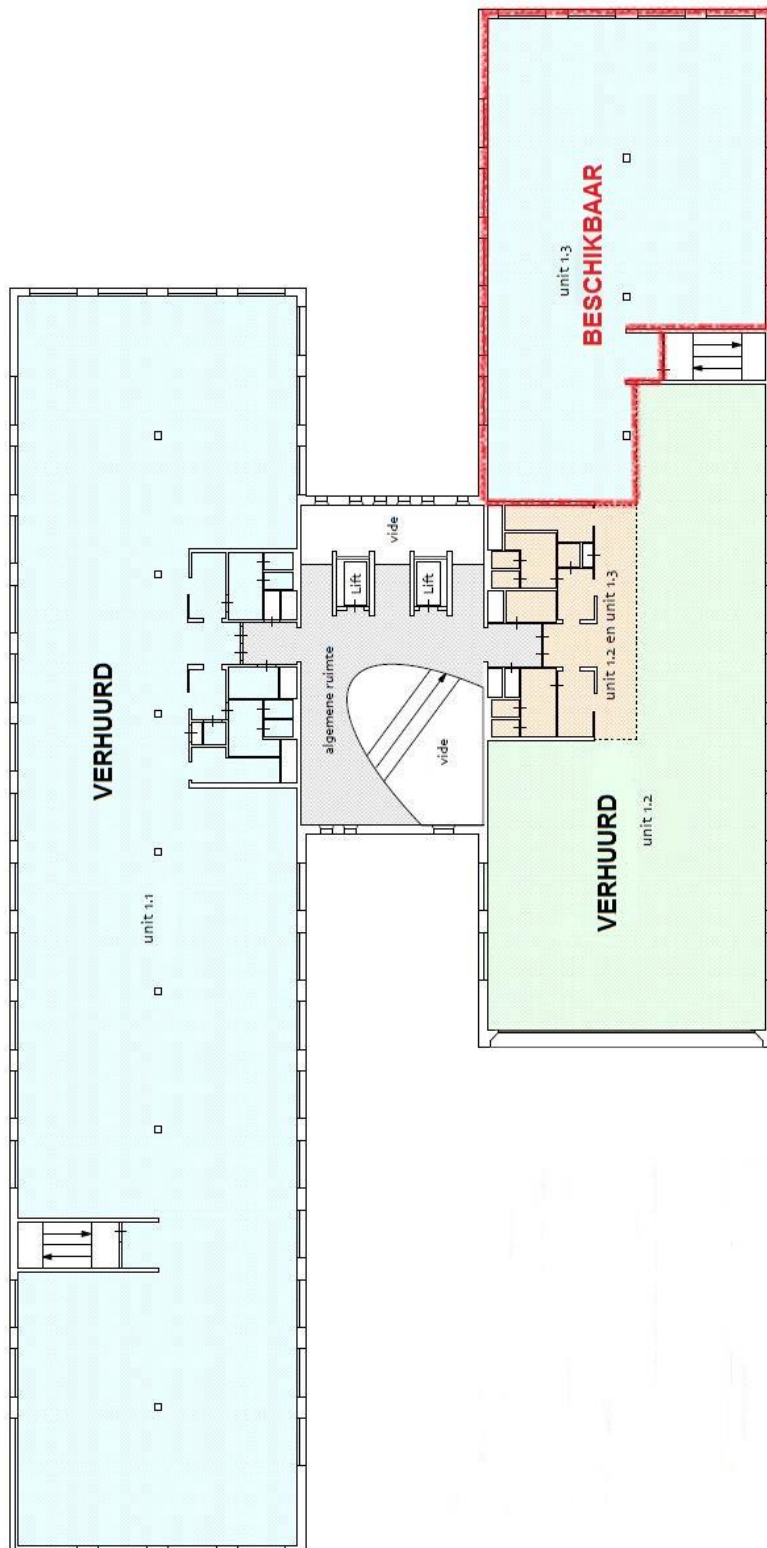 unit 1.1
VERHUURD
algemene ruimte
vide
Lift
Lift
vide
unit 1.3
BESCHIKBAAR
unit 1.2 en unit 1.3
VERHUURD
unit 1.2